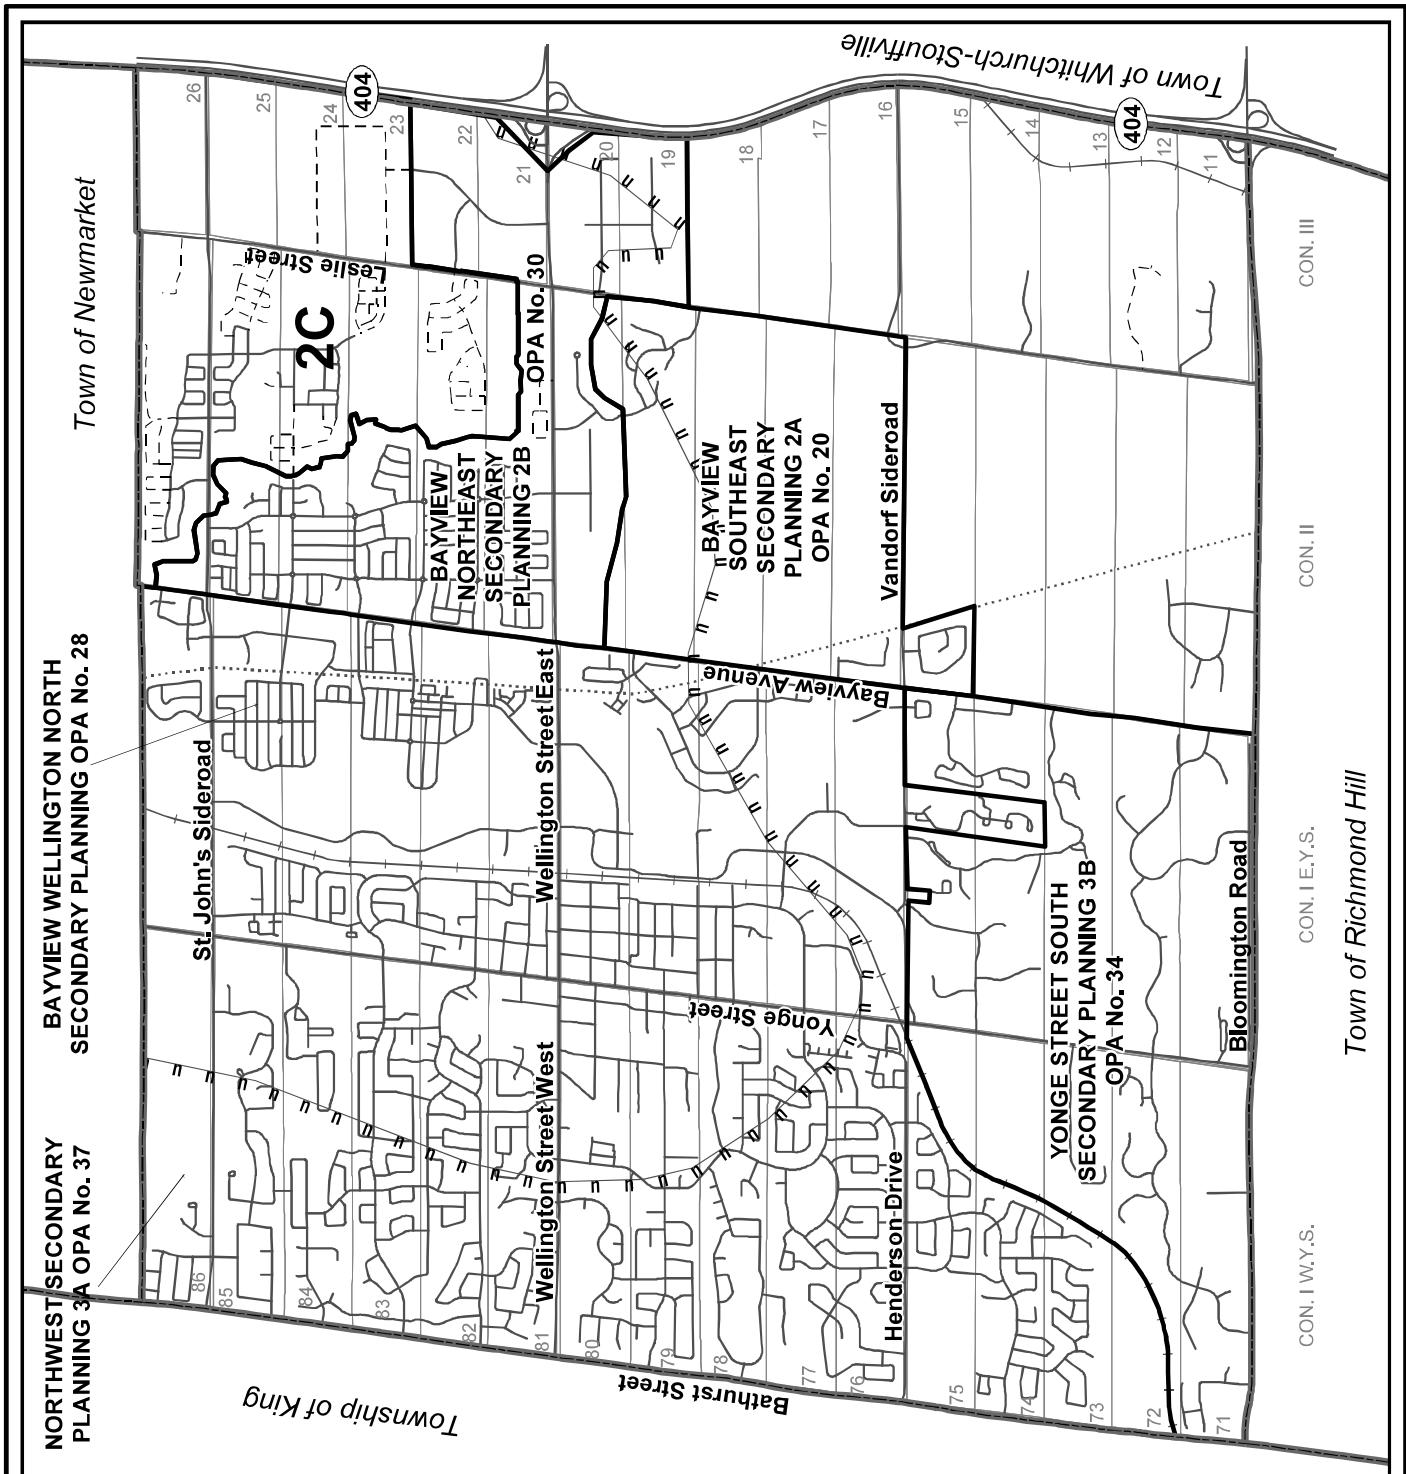 Town of Whitchurch-Stouffville
404
404
26
25
24
23
22
21
20
19
18
17
16
15
14
13
12
11
Town of Newmarket
Leslie Street
2C
OPA No. 30
CON. III
BAYVIEW
NORTHEAST
SECONDARY
PLANNING 2B
BAYVIEW
SOUTHEAST
SECONDARY
PLANNING 2A
OPA No. 20
Vandorf Sideroad
CON. II
BAYVIEW WELLINGTON NORTH
SECONDARY PLANNING OPA No. 28
Bayview Avenue
St. John's Sideroad
Wellington Street East
CON. I E.Y.S.
Bloomington Road
Town of Richmond Hill
Yonge Street
YONGE STREET SOUTH
SECONDARY PLANNING 3B
OPA No. 34
NORTHWEST SECONDARY
PLANNING 3A OPA No. 37
Wellington Street West
Henderson Drive
CON. I W.Y.S.
86
85
84
83
82
81
80
79
78
77
76
75
74
73
72
71
Bathurst Street
Township of King